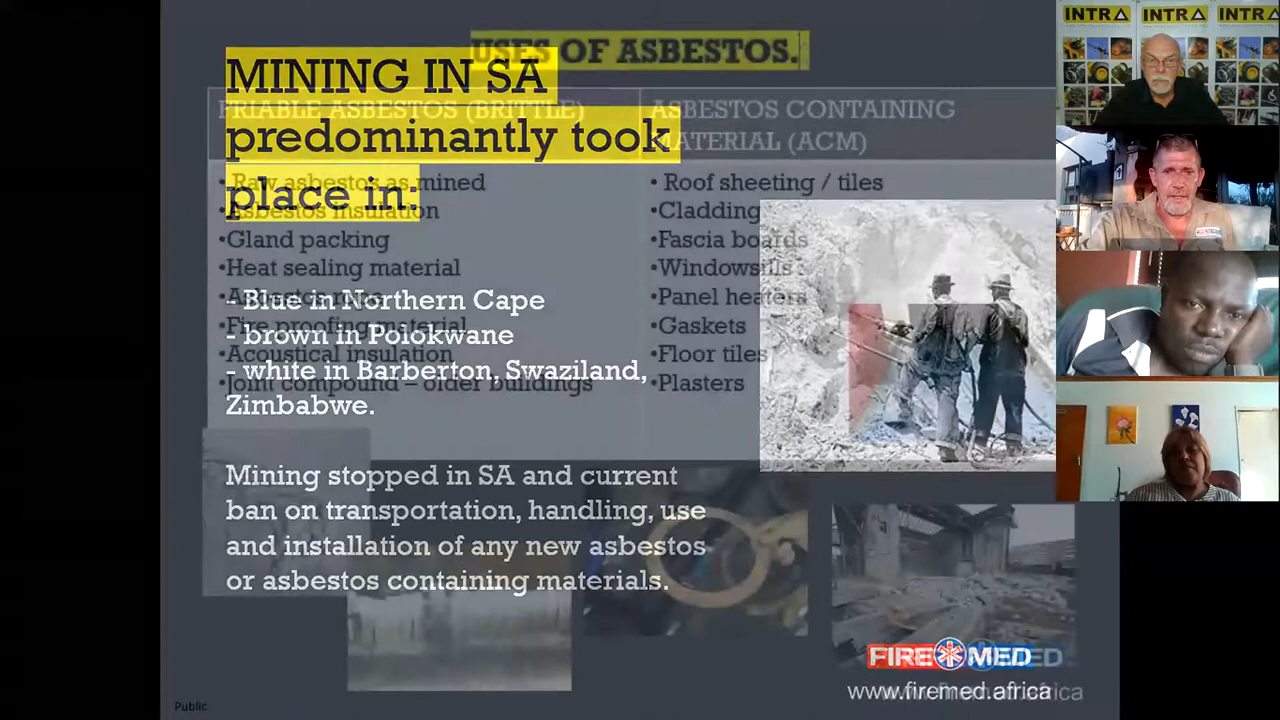 USES OF ASBESTOS.
MINING IN SA
predominantly took
place in:
- Blue in Northern Cape
- brown in Polokwane
- white in Barberton, Swaziland,
Zimbabwe.
Mining stopped in SA and current
ban on transportation, handling, use
and installation of any new asbestos
or asbestos containing materials.
FRIABLE ASBESTOS (BRITTLE)
• Raw asbestos as mined
•Asbestos insulation
•Gland packing
•Heat sealing material
•Fire proofing material
•Acoustical insulation
•Joint compound – older buildings
ASBESTOS CONTAINING
MATERIAL (ACM)
• Roof sheeting / tiles
•Cladding
•Fascia boards
•Windowsills
•Panel heaters
•Gaskets
•Floor tiles
•Plasters
FIRE MED
www.firemed.africa
Public
INTRA INTRA INTRA